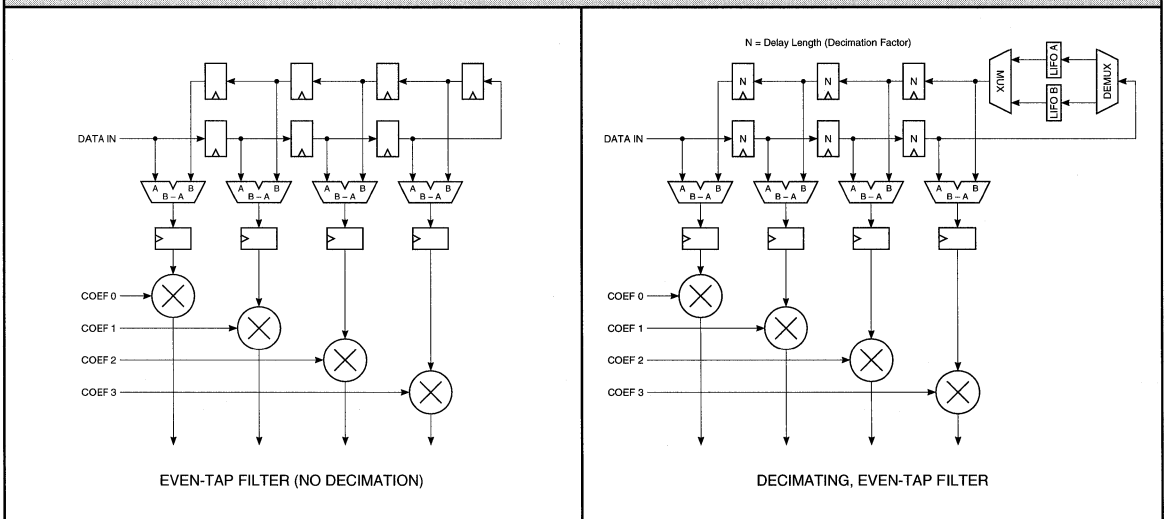 DATA IN
A B A B A B A B
B – A B – A B – A B – A
COEF 0
COEF 1
COEF 2
COEF 3
EVEN-TAP FILTER (NO DECIMATION)
N = Delay Length (Decimation Factor)
N N N
MUX
LIFO A
LIFO B
DEMUX
DATA IN
N N N
A B A B A B A B
B – A B – A B – A B – A
COEF 0
COEF 1
COEF 2
COEF 3
DECIMATING, EVEN-TAP FILTER